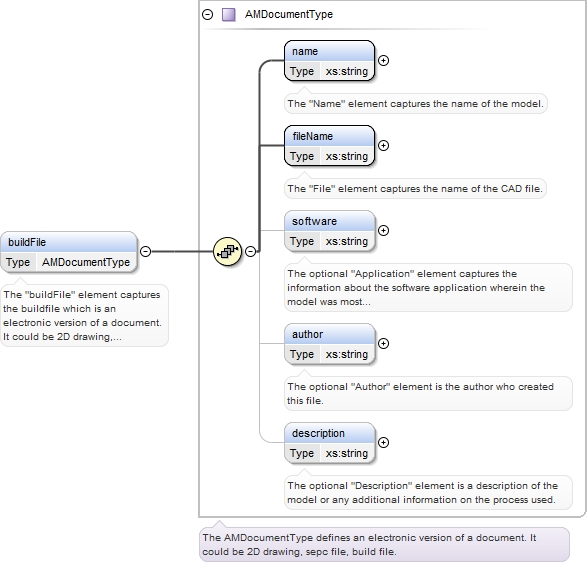 AMDocumentType
name
Type xs:string
The "Name" element captures the name of the model.
fileName
Type xs:string
The "File" element captures the name of the CAD file.
software
Type xs:string
The optional "Application" element captures the
information about the software application wherein the
model was most...
buildFile
Type AMDocumentType
The "buildFile" element captures
the buildfile which is an
electronic version of a document.
It could be 2D drawing,...
author
Type xs:string
The optional "Author" element is the author who created
this file.
description
Type xs:string
The optional "Description" element is a description of the
model or any additional information on the process used.
The AMDocumentType defines an electronic version of a document. It
could be 2D drawing, sepc file, build file.